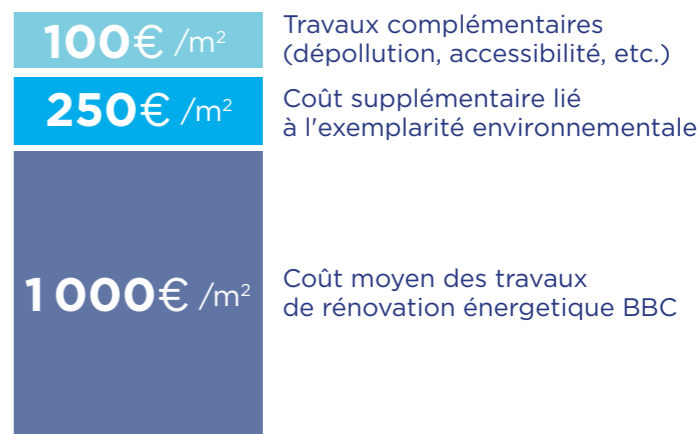 100€ /m²
Travaux complémentaires
(dépollution, accessibilité, etc.)
250€ /m²
Coût supplémentaire lié
à l'exemplarité environnementale
1 000€ /m²
Coût moyen des travaux
de rénovation énergetique BBC